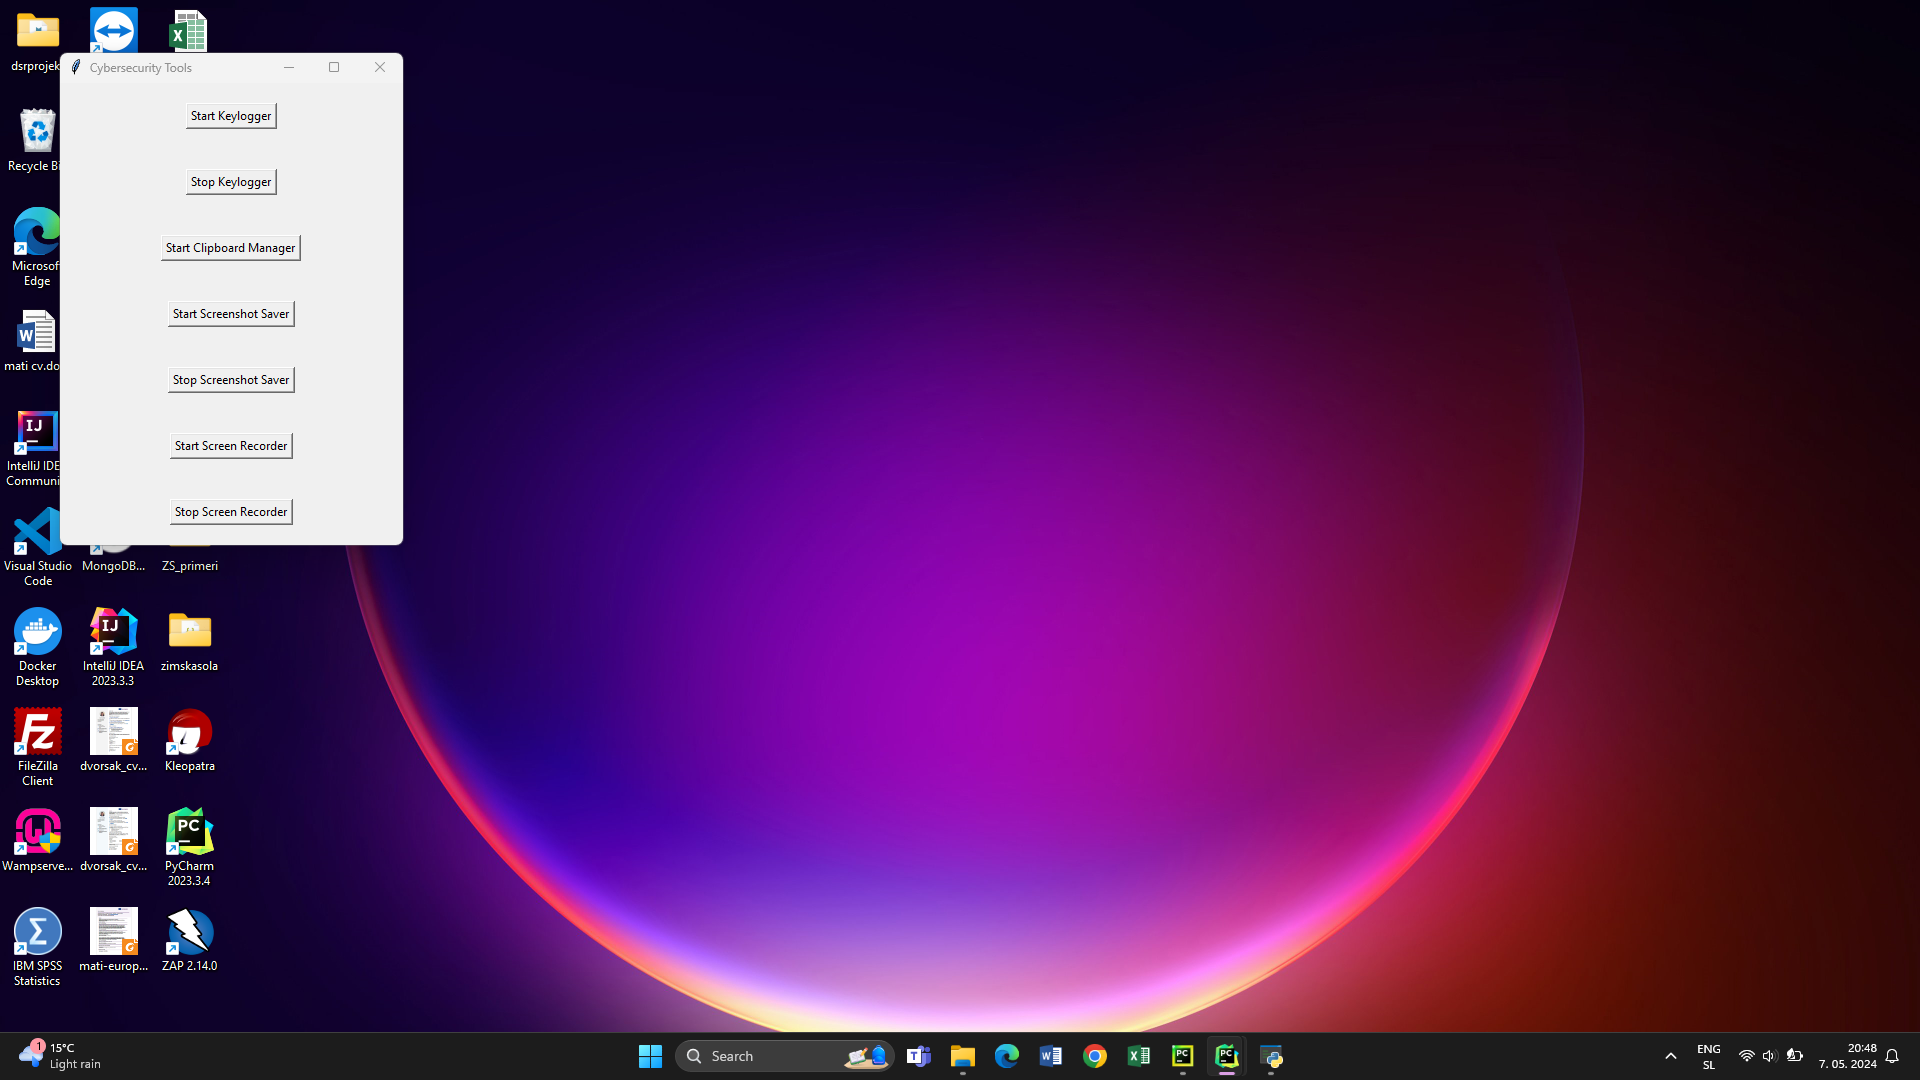 dsrprojek
Recycle Bi
Microsof
Edge
mati cv.do
IJ
IntelliJ IDE
Communi
Visual Studio
Code
Docker
Desktop
Fz
FileZilla
Client
Wampserve...
IBM SPSS
Statistics
MongoDB...
IJ
IntelliJ IDEA
2023.3.3
dvorsak_cv...
dvorsak_cv...
mati-europ...
ZS_primeri
zimskasola
Kleopatra
PC
PyCharm
2023.3.4
ZAP 2.14.0
Cybersecurity Tools
Start Keylogger
Stop Keylogger
Start Clipboard Manager
Start Screenshot Saver
Stop Screenshot Saver
Start Screen Recorder
Stop Screen Recorder
1
15°C
Light rain
Search
ENG
SL
20:48
7. 05. 2024